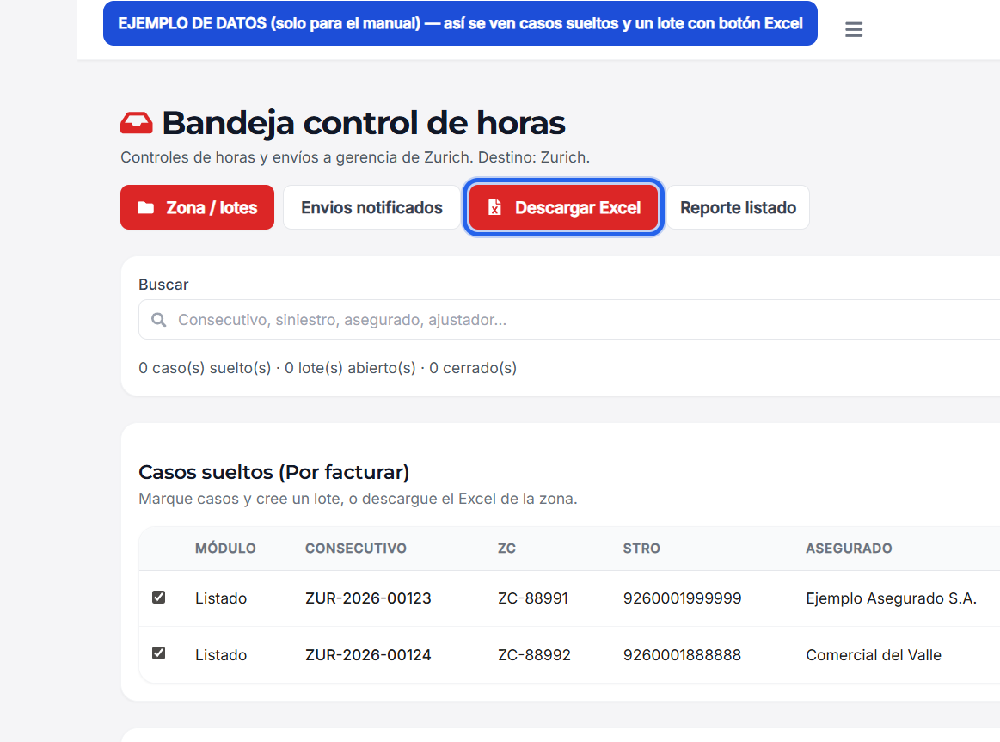 EJEMPLO DE DATOS (solo para el manual) — así se ven casos sueltos y un lote con botón Excel
Bandeja control de horas
Controles de horas y envíos a gerencia de Zurich. Destino: Zurich.
Zona / lotes
Envios notificados
Descargar Excel
Reporte listado
Buscar
Consecutivo, siniestro, asegurado, ajustador...
0 caso(s) suelto(s) · 0 lote(s) abierto(s) · 0 cerrado(s)
Casos sueltos (Por facturar)
Marque casos y cree un lote, o descargue el Excel de la zona.
MÓDULO CONSECUTIVO ZC STRO ASEGURADO
Listado ZUR-2026-00123 ZC-88991 9260001999999 Ejemplo Asegurado S.A.
Listado ZUR-2026-00124 ZC-88992 9260001888888 Comercial del Valle